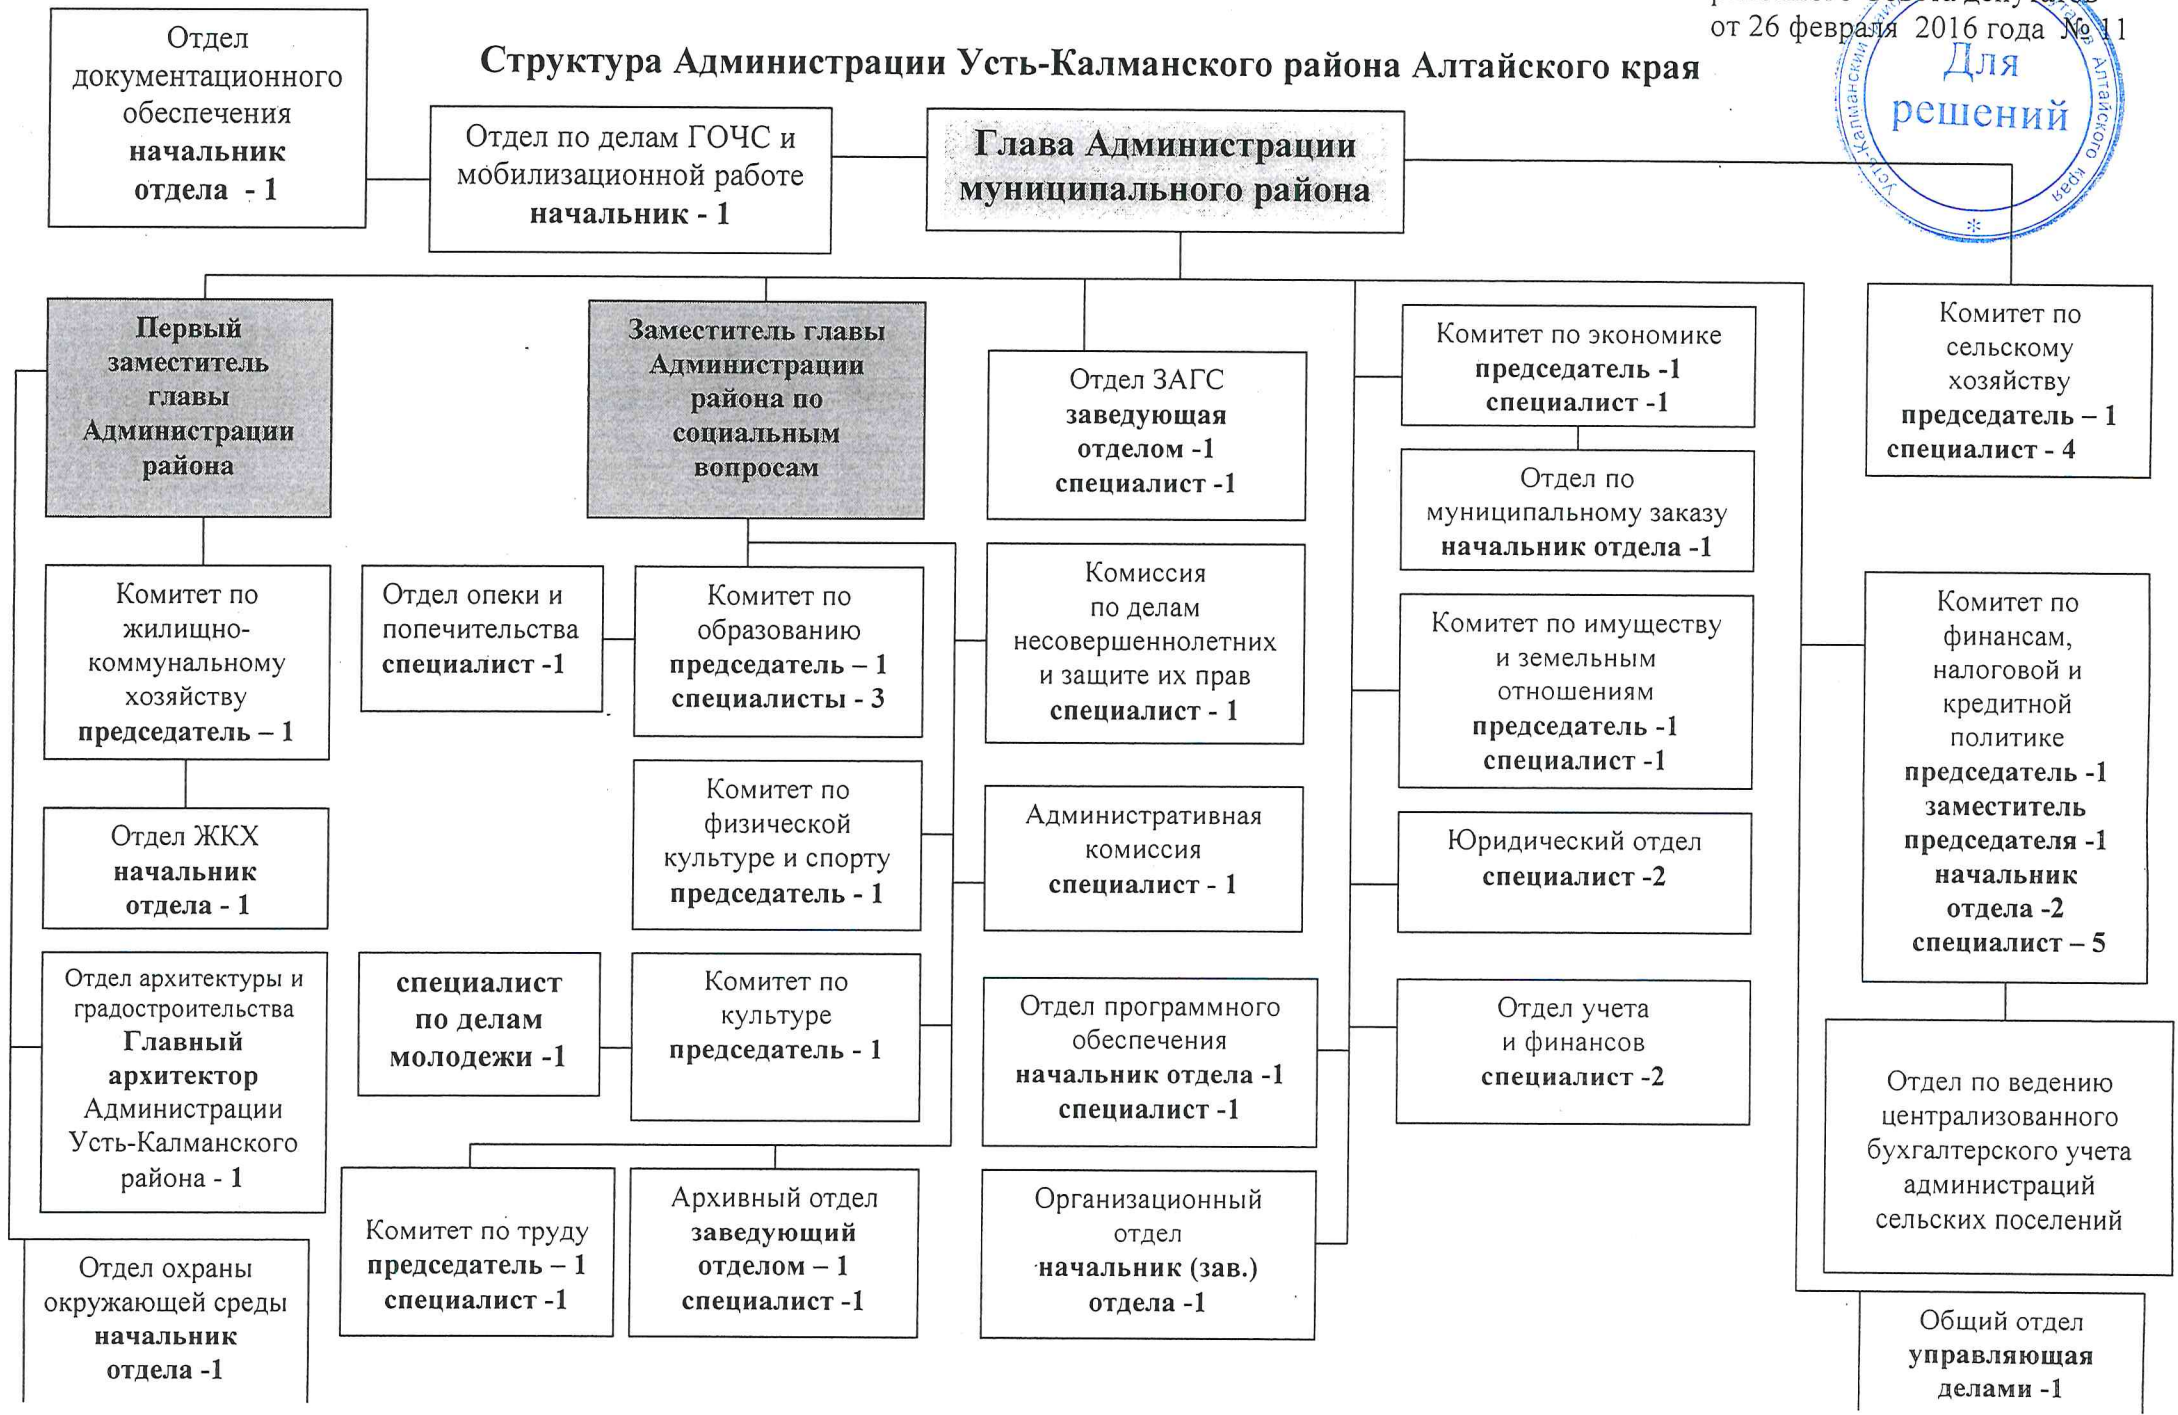 от 26 февраля 2016 года № 11
Для
решений
Усть-Калманский
Алтайского края
Структура Администрации Усть-Калманского района Алтайского края
Отдел
документационного
обеспечения
начальник
отдела - 1
Отдел по делам ГОЧС и
мобилизационной работе
начальник - 1
Глава Администрации
муниципального района
Первый
заместитель
главы
Администрации
района
Заместитель главы
Администрации
района по
социальным
вопросам
Отдел ЗАГС
заведующая
отделом -1
специалист -1
Комитет по экономике
председатель -1
специалист -1
Комитет по
сельскому
хозяйству
председатель – 1
специалист - 4
Отдел по
муниципальному заказу
начальник отдела -1
Комитет по
жилищно-
коммунальному
хозяйству
председатель – 1
Отдел опеки и
попечительства
специалист -1
Комитет по
образованию
председатель – 1
специалисты - 3
Комиссия
по делам
несовершеннолетних
и защите их прав
специалист - 1
Комитет по имуществу
и земельным
отношениям
председатель -1
специалист -1
Комитет по
финансам,
налоговой и
кредитной
политике
председатель -1
заместитель
председателя -1
начальник
отдела -2
специалист – 5
Отдел ЖКХ
начальник
отдела - 1
Комитет по
физической
культуре и спорту
председатель - 1
Административная
комиссия
специалист - 1
Юридический отдел
специалист -2
Отдел архитектуры и
градостроительства
Главный
архитектор
Администрации
Усть-Калманского
района - 1
специалист
по делам
молодежи -1
Комитет по
культуре
председатель - 1
Отдел программного
обеспечения
начальник отдела -1
специалист -1
Отдел учета
и финансов
специалист -2
Отдел по ведению
централизованного
бухгалтерского учета
администраций
сельских поселений
Комитет по труду
председатель – 1
специалист -1
Архивный отдел
заведующий
отделом – 1
специалист -1
Организационный
отдел
начальник (зав.)
отдела -1
Отдел охраны
окружающей среды
начальник
отдела -1
Общий отдел
управляющая
делами -1